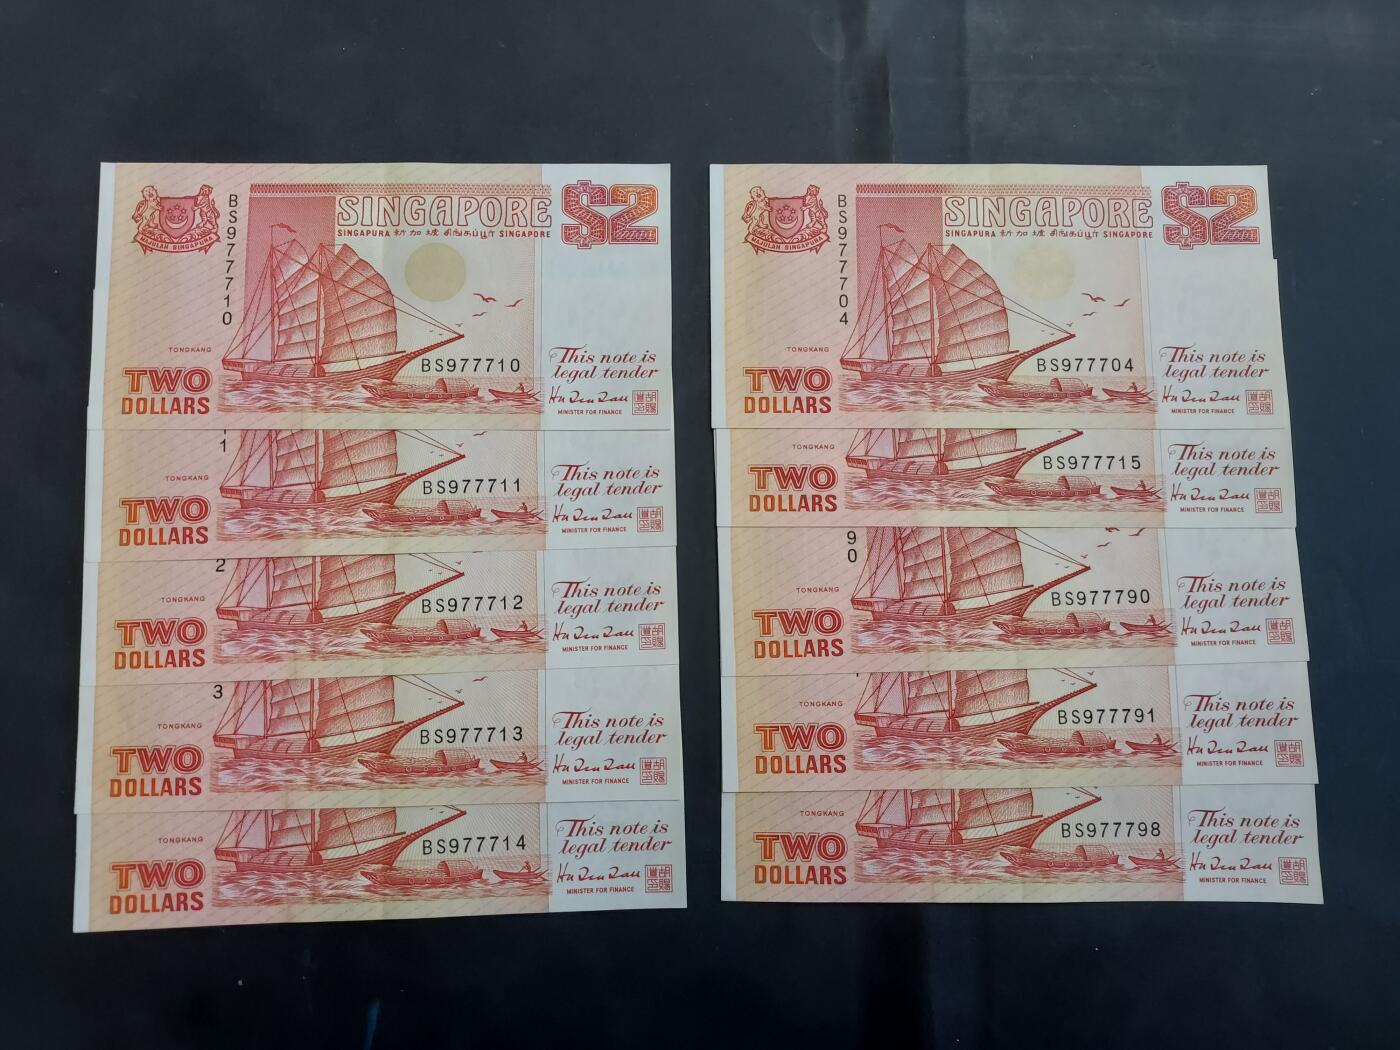 MAJULAH SINGAPURA
BS977710
SINGAPORE
$2
SINGAPURA 新加坡 சிங்கப்பூர் SINGAPORE
TONGKANG
BS977710
This note is
legal tender
TWO
DOLLARS
MINISTER FOR FINANCE
1
TONGKANG
BS977711
This note is
legal tender
TWO
DOLLARS
MINISTER FOR FINANCE
2
TONGKANG
BS977712
This note is
legal tender
TWO
DOLLARS
MINISTER FOR FINANCE
3
TONGKANG
BS977713
This note is
legal tender
TWO
DOLLARS
MINISTER FOR FINANCE
TONGKANG
BS977714
This note is
legal tender
TWO
DOLLARS
MINISTER FOR FINANCE
MAJULAH SINGAPURA
BS977704
SINGAPORE
$2
SINGAPURA 新加坡 சிங்கப்பூர் SINGAPORE
TONGKANG
BS977704
This note is
legal tender
TWO
DOLLARS
MINISTER FOR FINANCE
TONGKANG
BS977715
This note is
legal tender
TWO
DOLLARS
MINISTER FOR FINANCE
90
TONGKANG
BS977790
This note is
legal tender
TWO
DOLLARS
MINISTER FOR FINANCE
TONGKANG
BS977791
This note is
legal tender
TWO
DOLLARS
MINISTER FOR FINANCE
TONGKANG
BS977798
This note is
legal tender
TWO
DOLLARS
MINISTER FOR FINANCE